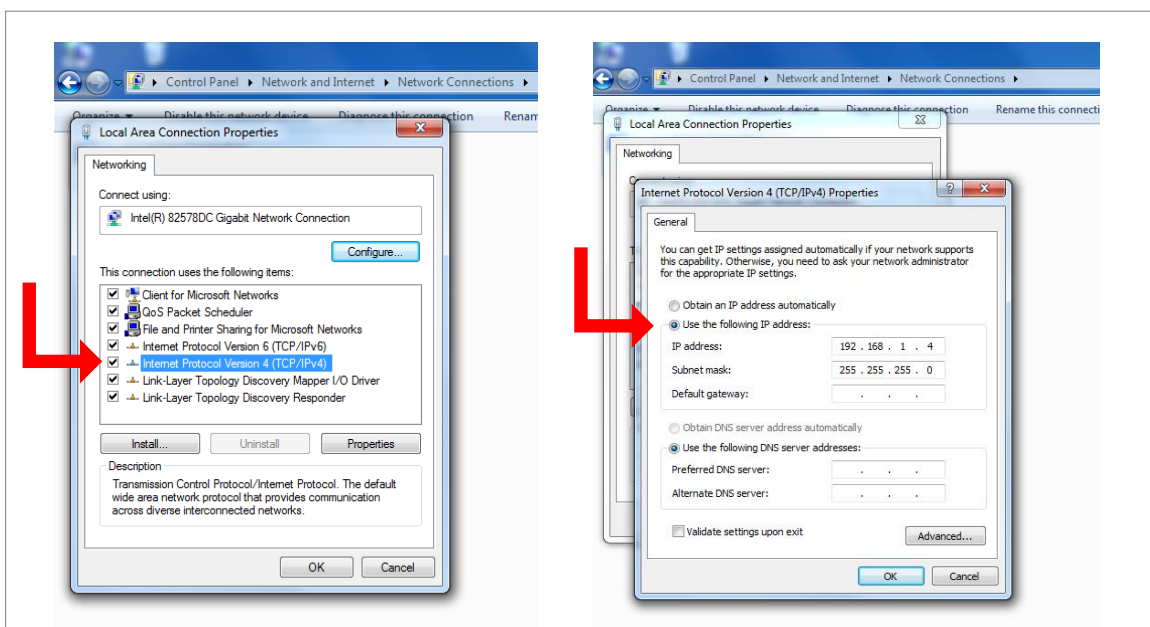 Control Panel ▸ Network and Internet ▸ Network Connections ▸
Organize Disable this network device Diagnose this connection Renam
Local Area Connection Properties
Networking
Connect using:
Intel(R) 82578DC Gigabit Network Connection
Configure...
This connection uses the following items:
Client for Microsoft Networks
QoS Packet Scheduler
File and Printer Sharing for Microsoft Networks
Internet Protocol Version 6 (TCP/IPv6)
Internet Protocol Version 4 (TCP/IPv4)
Link-Layer Topology Discovery Mapper I/O Driver
Link-Layer Topology Discovery Responder
Install... Uninstall Properties
Description
Transmission Control Protocol/Internet Protocol. The default
wide area network protocol that provides communication
across diverse interconnected networks.
OK Cancel
Control Panel ▸ Network and Internet ▸ Network Connections ▸
Organize Disable this network device Diagnose this connection Rename this connecti
Local Area Connection Properties
Networking
Internet Protocol Version 4 (TCP/IPv4) Properties
General
You can get IP settings assigned automatically if your network supports
this capability. Otherwise, you need to ask your network administrator
for the appropriate IP settings.
Obtain an IP address automatically
Use the following IP address:
IP address: 192 . 168 . 1 . 4
Subnet mask: 255 . 255 . 255 . 0
Default gateway: . . .
Obtain DNS server address automatically
Use the following DNS server addresses:
Preferred DNS server: . . .
Alternate DNS server: . . .
Validate settings upon exit
Advanced...
OK Cancel